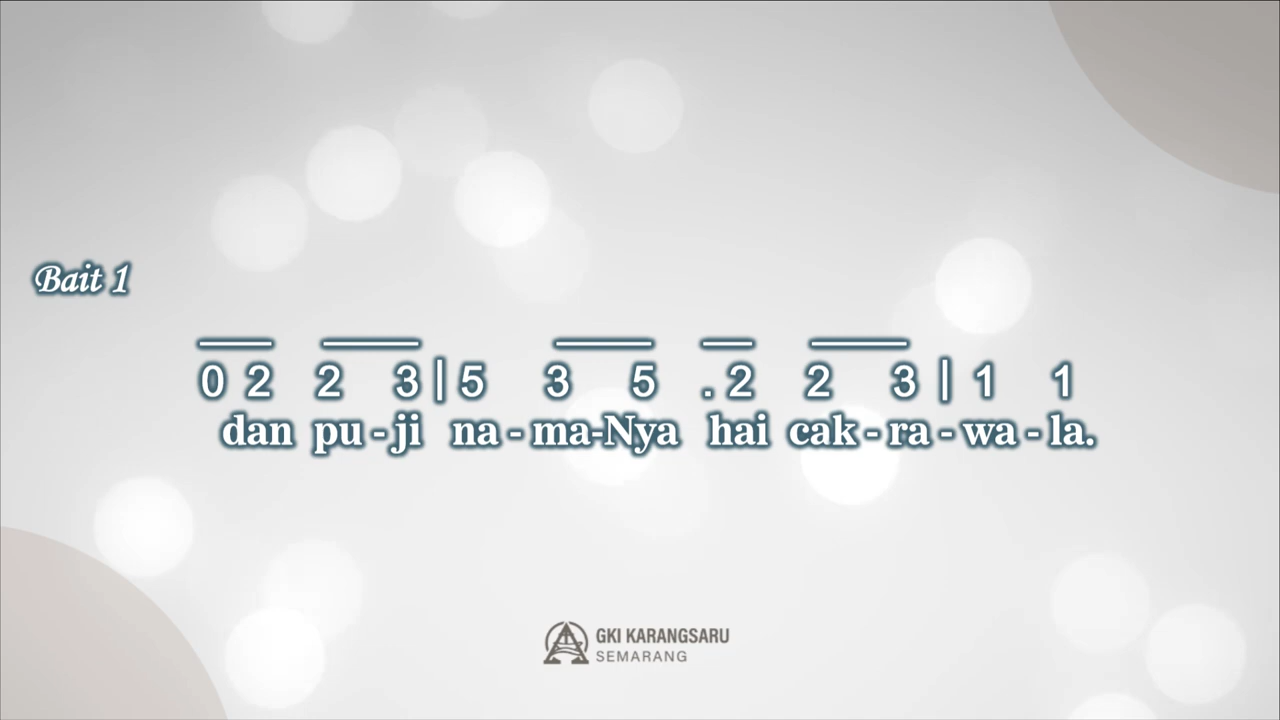 Bait 1
0 2 2 3 | 5 3 5 . 2 2 3 | 1 1
dan pu - ji na - ma-Nya hai cak - ra - wa - la.
GKI KARANGSARU
SEMARANG